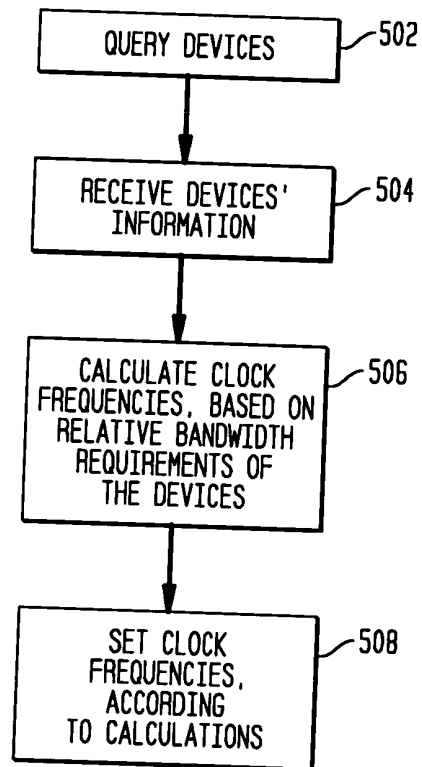 QUERY DEVICES
502
RECEIVE DEVICES'
INFORMATION
504
CALCULATE CLOCK
FREQUENCIES, BASED ON
RELATIVE BANDWIDTH
REQUIREMENTS OF
THE DEVICES
506
SET CLOCK
FREQUENCIES,
ACCORDING
TO CALCULATIONS
508